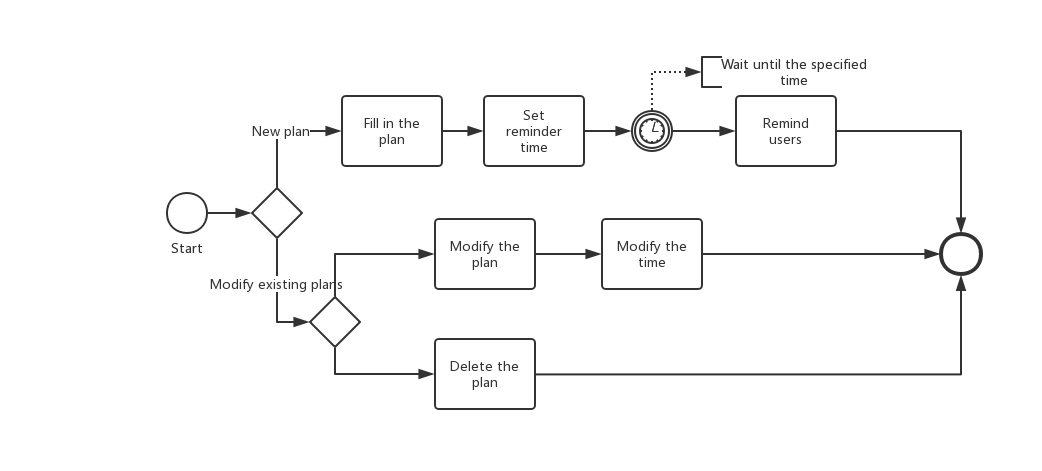 Wait until the specified
time
New plan
Fill in the
plan
Set
reminder
time
Remind
users
Start
Modify existing plans
Modify the
plan
Modify the
time
Delete the
plan